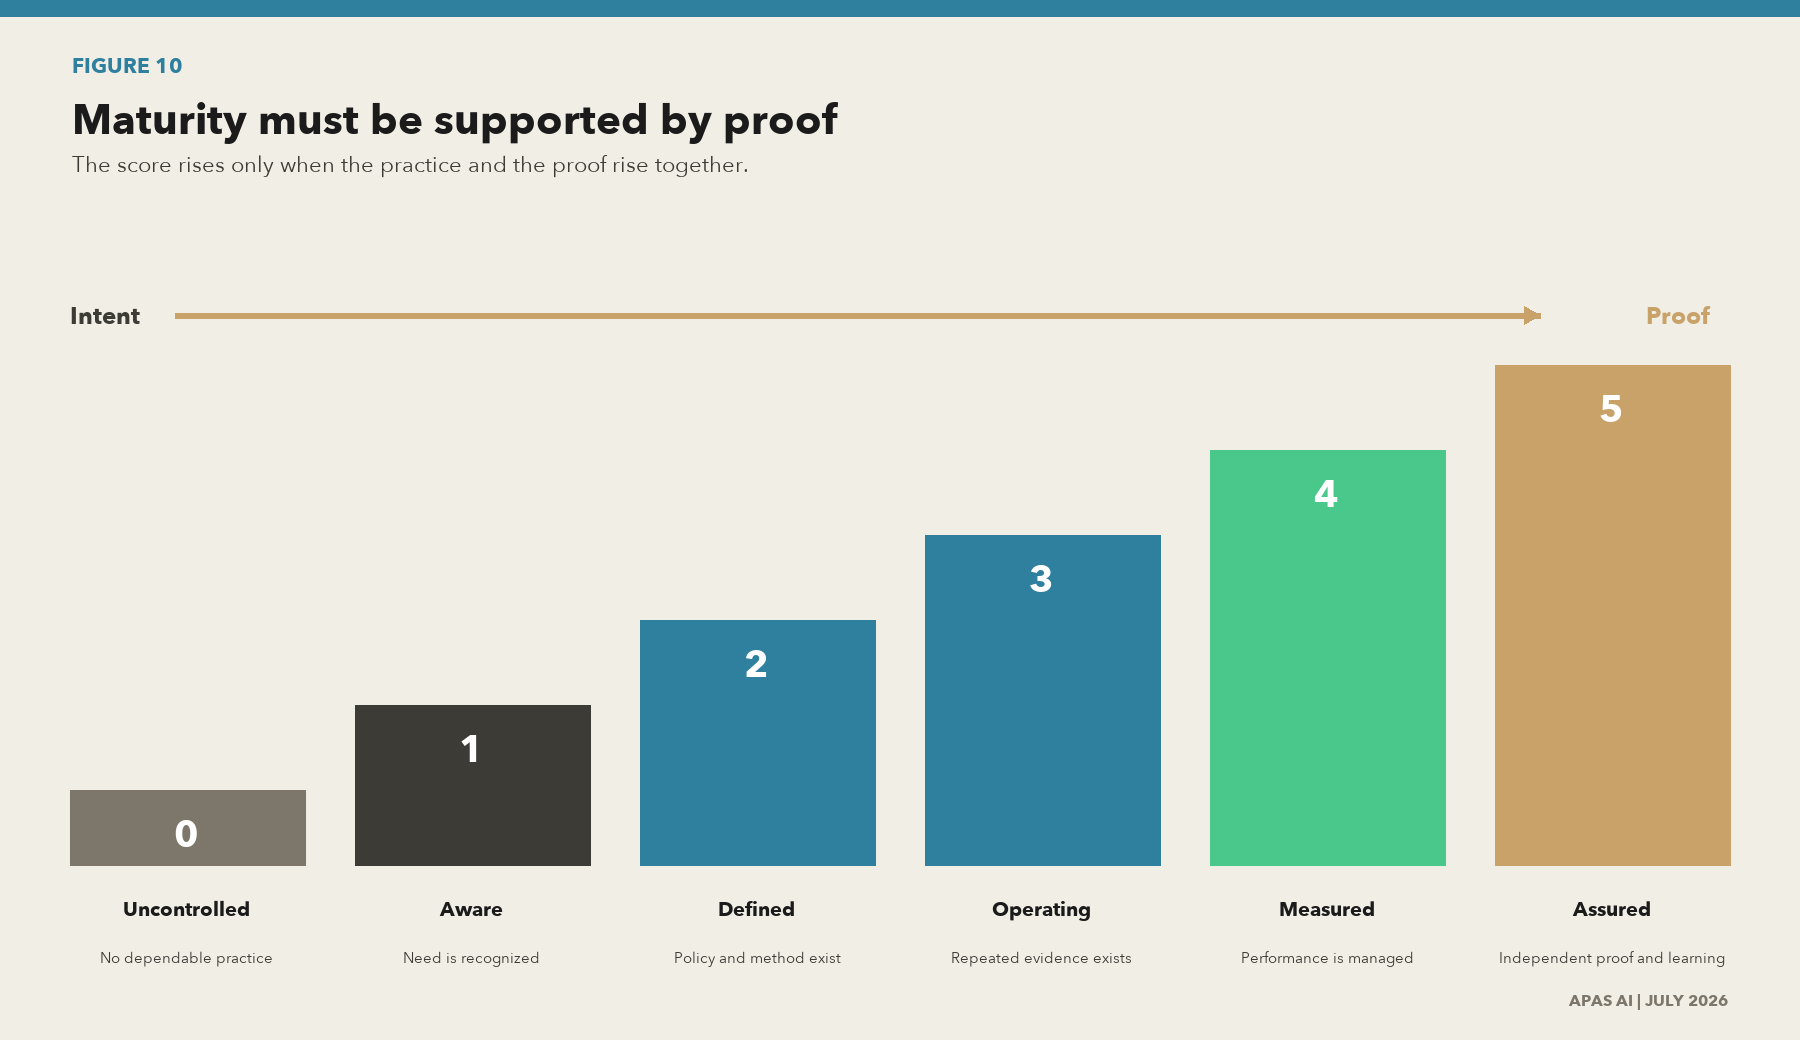 FIGURE 10
Maturity must be supported by proof
The score rises only when the practice and the proof rise together.
Intent
Proof
0
1
2
3
4
5
Uncontrolled
Aware
Defined
Operating
Measured
Assured
No dependable practice
Need is recognized
Policy and method exist
Repeated evidence exists
Performance is managed
Independent proof and learning
APAS AI | JULY 2026